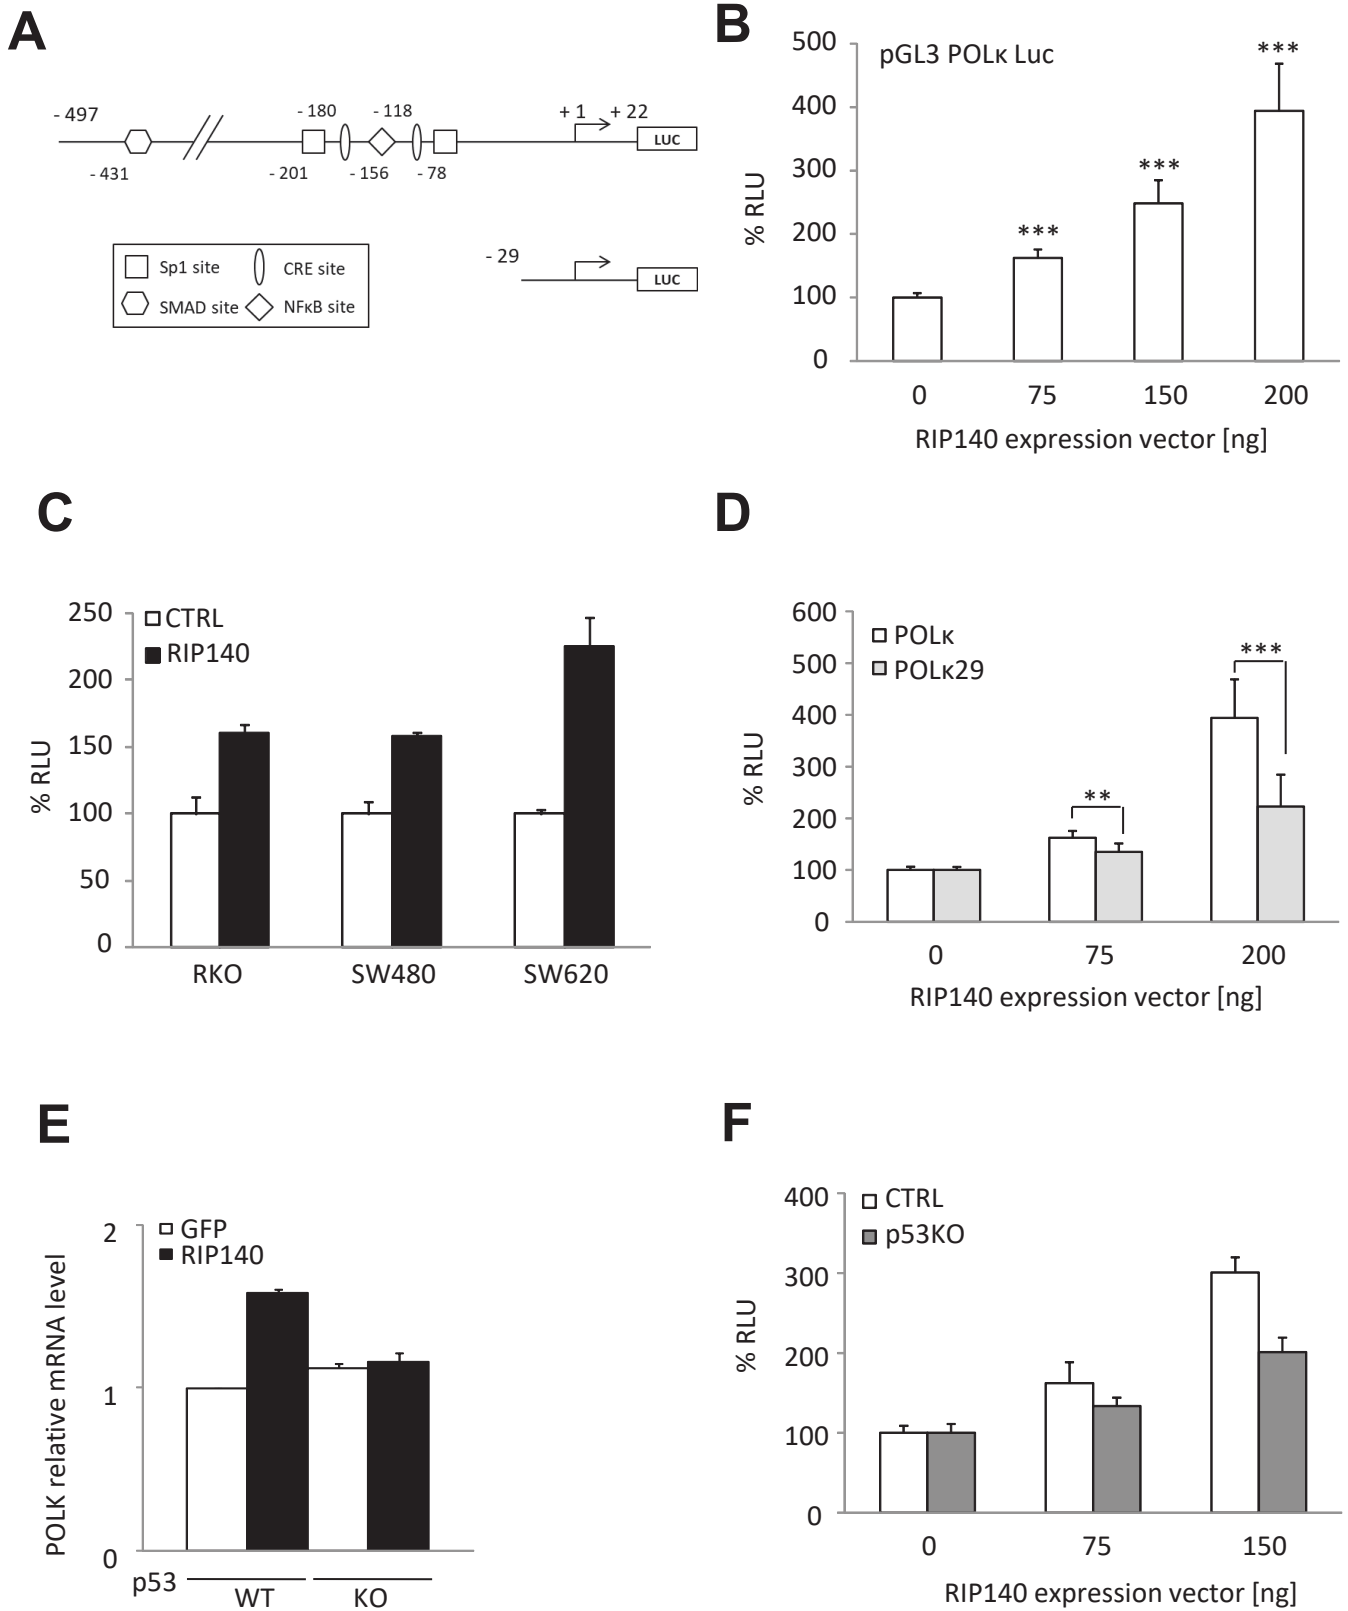 A
- 497
- 180
- 118
+ 1
+ 22
LUC
- 431
- 201
- 156
- 78
- 29
LUC
Sp1 site
CRE site
SMAD site
NFκB site
B
pGL3 POLκ Luc
% RLU
500
400
300
200
100
0
***
***
***
0 75 150 200
RIP140 expression vector [ng]
C
CTRL
RIP140
% RLU
250
200
150
100
50
0
RKO SW480 SW620
D
POLκ
POLκ29
% RLU
600
500
400
300
200
100
0
**
***
0 75 200
RIP140 expression vector [ng]
E
GFP
RIP140
POLK relative mRNA level
2
1
0
p53
WT KO
F
CTRL
p53KO
% RLU
400
300
200
100
0
0 75 150
RIP140 expression vector [ng]